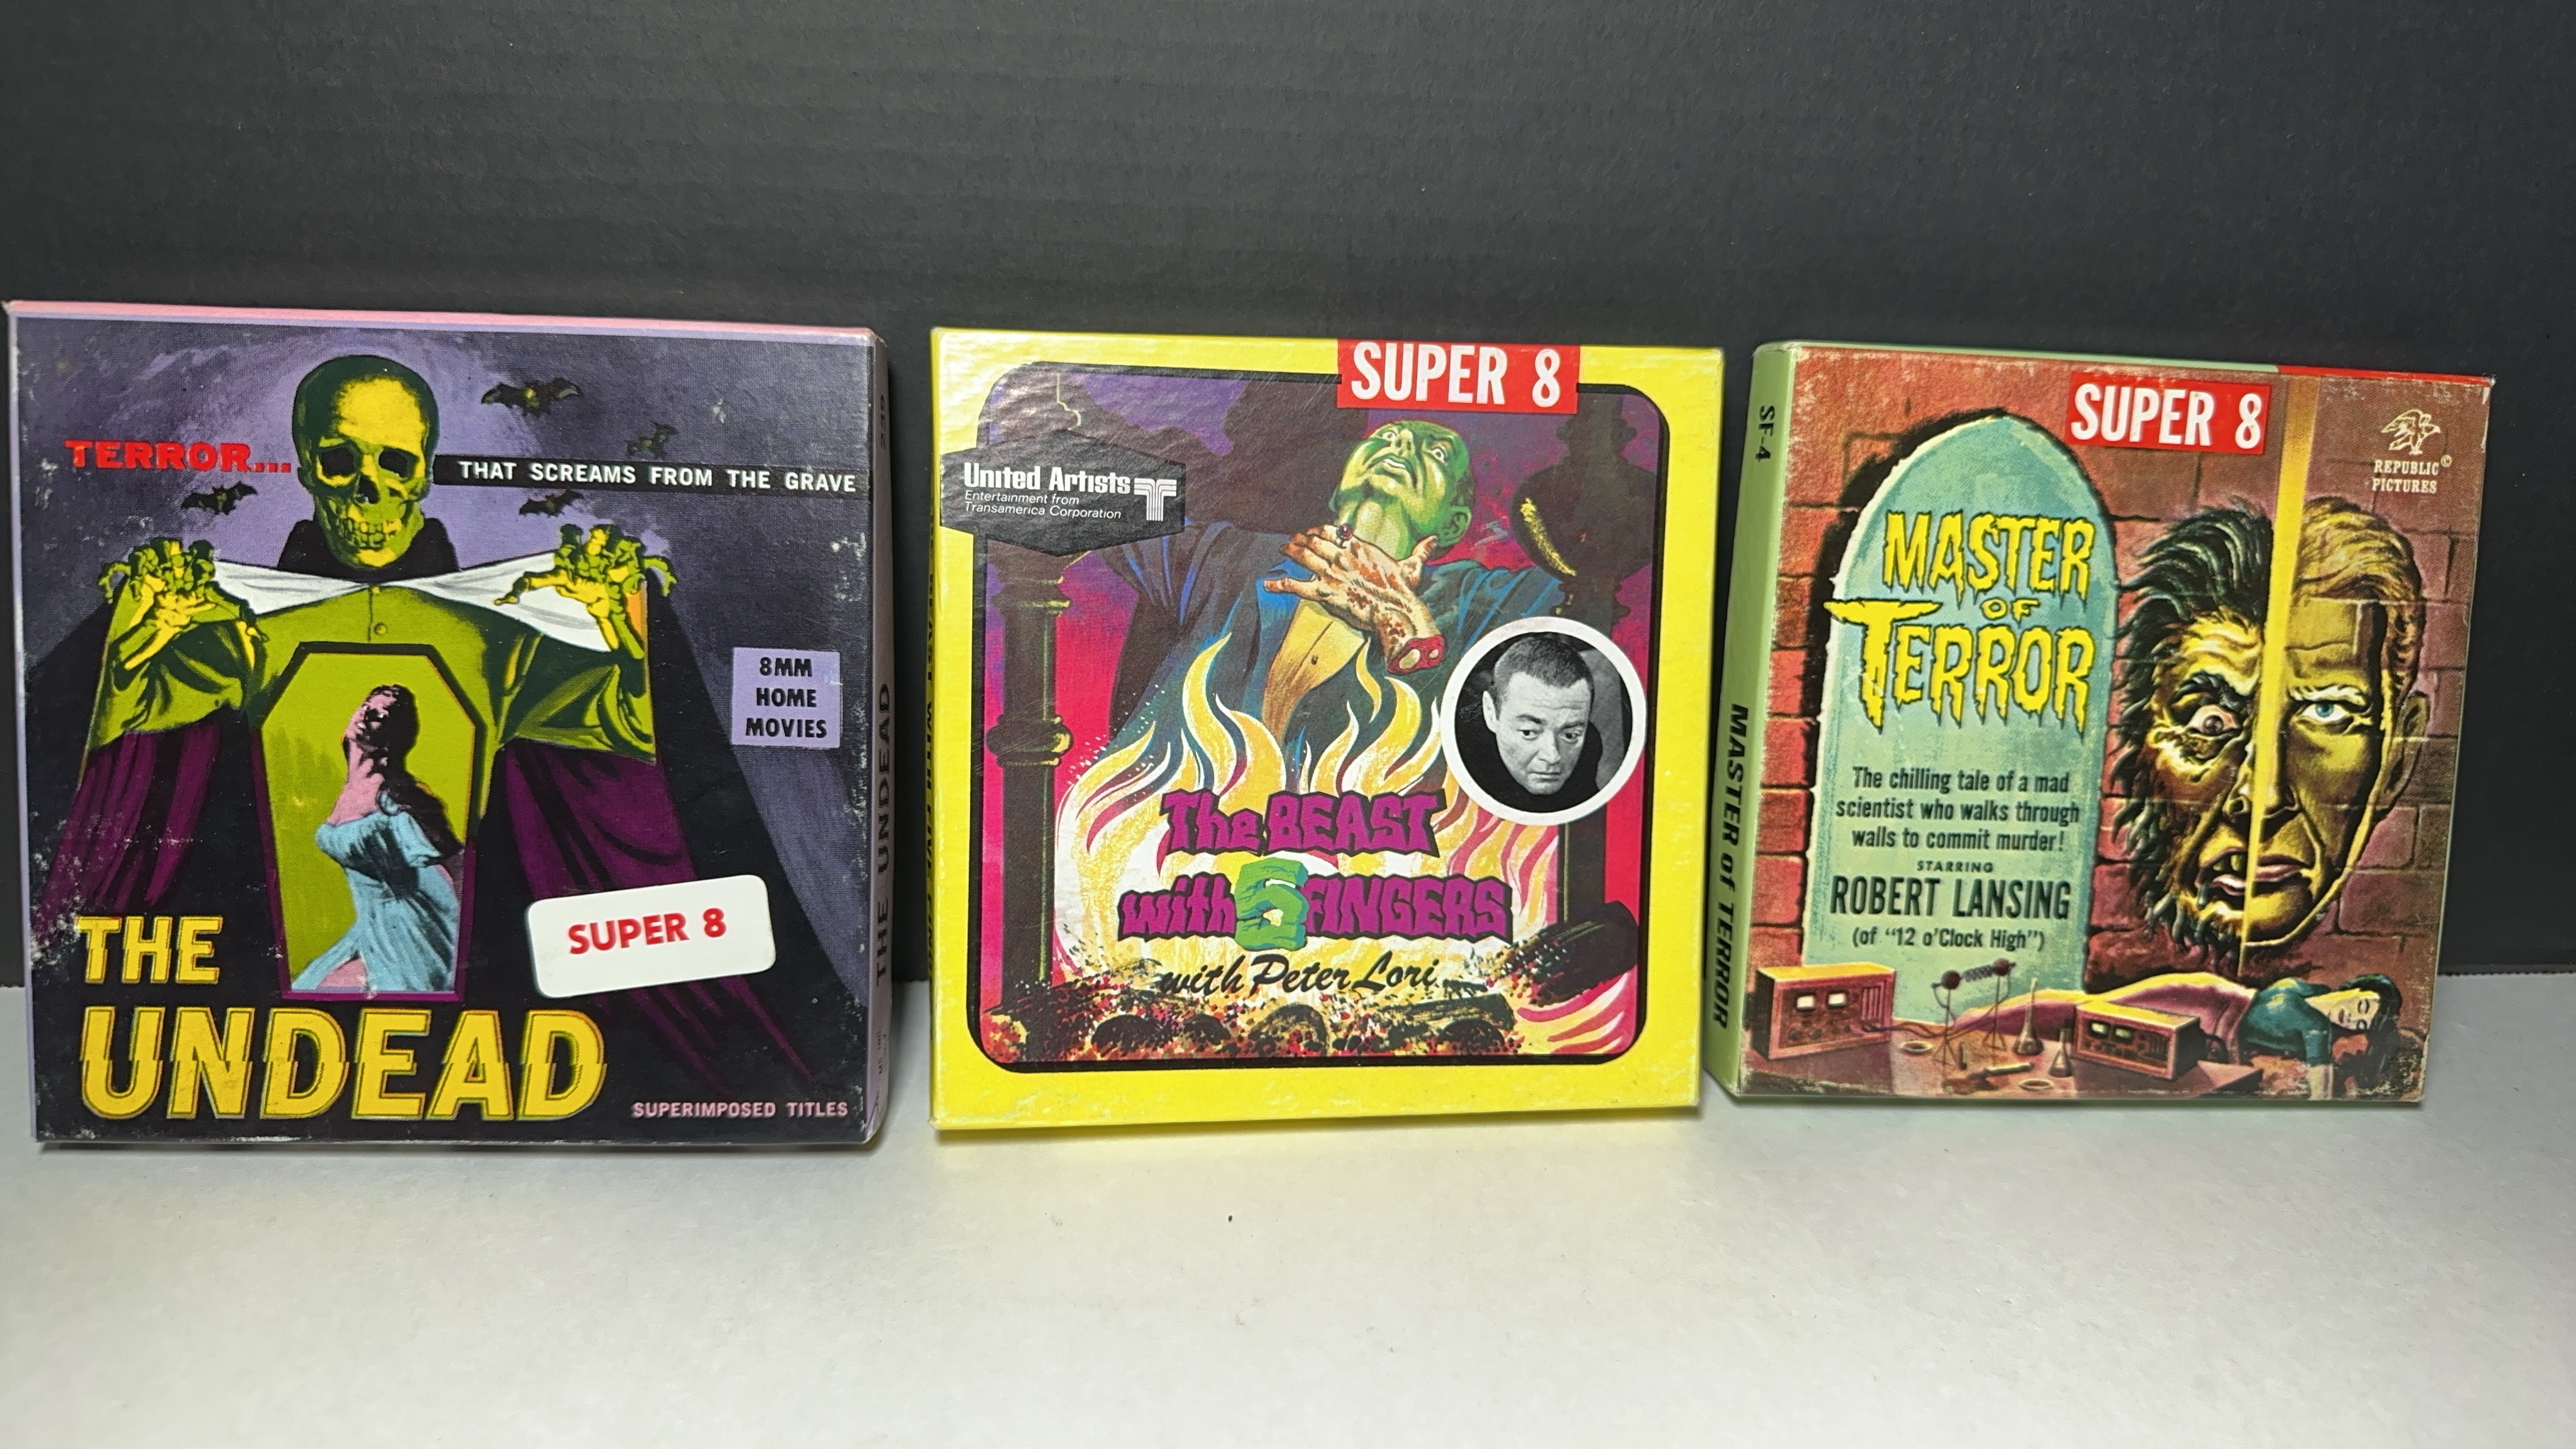 TERROR...
THAT SCREAMS FROM THE GRAVE
8MM
HOME
MOVIES
SUPER 8
THE
UNDEAD
SUPERIMPOSED TITLES
THE UNDEAD
SUPER 8
United Artists
Entertainment from
Transamerica Corporation
The BEAST
with 5 FINGERS
with Peter Lori
SF-4
MASTER of TERROR
SUPER 8
REPUBLIC©
PICTURES
MASTER
OF
TERROR
The chilling tale of a mad
scientist who walks through
walls to commit murder!
STARRING
ROBERT LANSING
(of "12 o'Clock High")